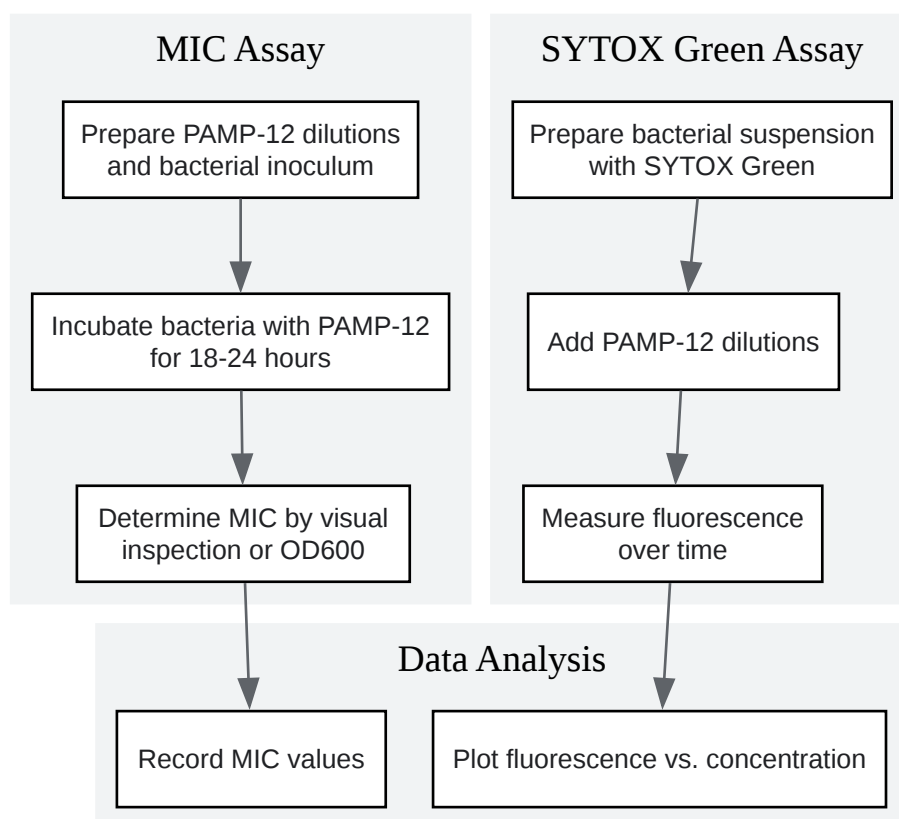 MIC Assay
Prepare PAMP-12 dilutions
and bacterial inoculum
Incubate bacteria with PAMP-12
for 18-24 hours
Determine MIC by visual
inspection or OD600
SYTOX Green Assay
Prepare bacterial suspension
with SYTOX Green
Add PAMP-12 dilutions
Measure fluorescence
over time
Data Analysis
Record MIC values
Plot fluorescence vs. concentration